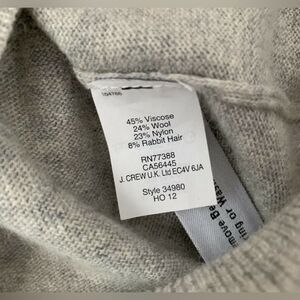 45% Viscose
24% Wool
23% Nylon
8% Rabbit Hair
RN77388
CA56445
J. CREW U.K. Ltd EC4V 6JA
Style 34980
HO 12